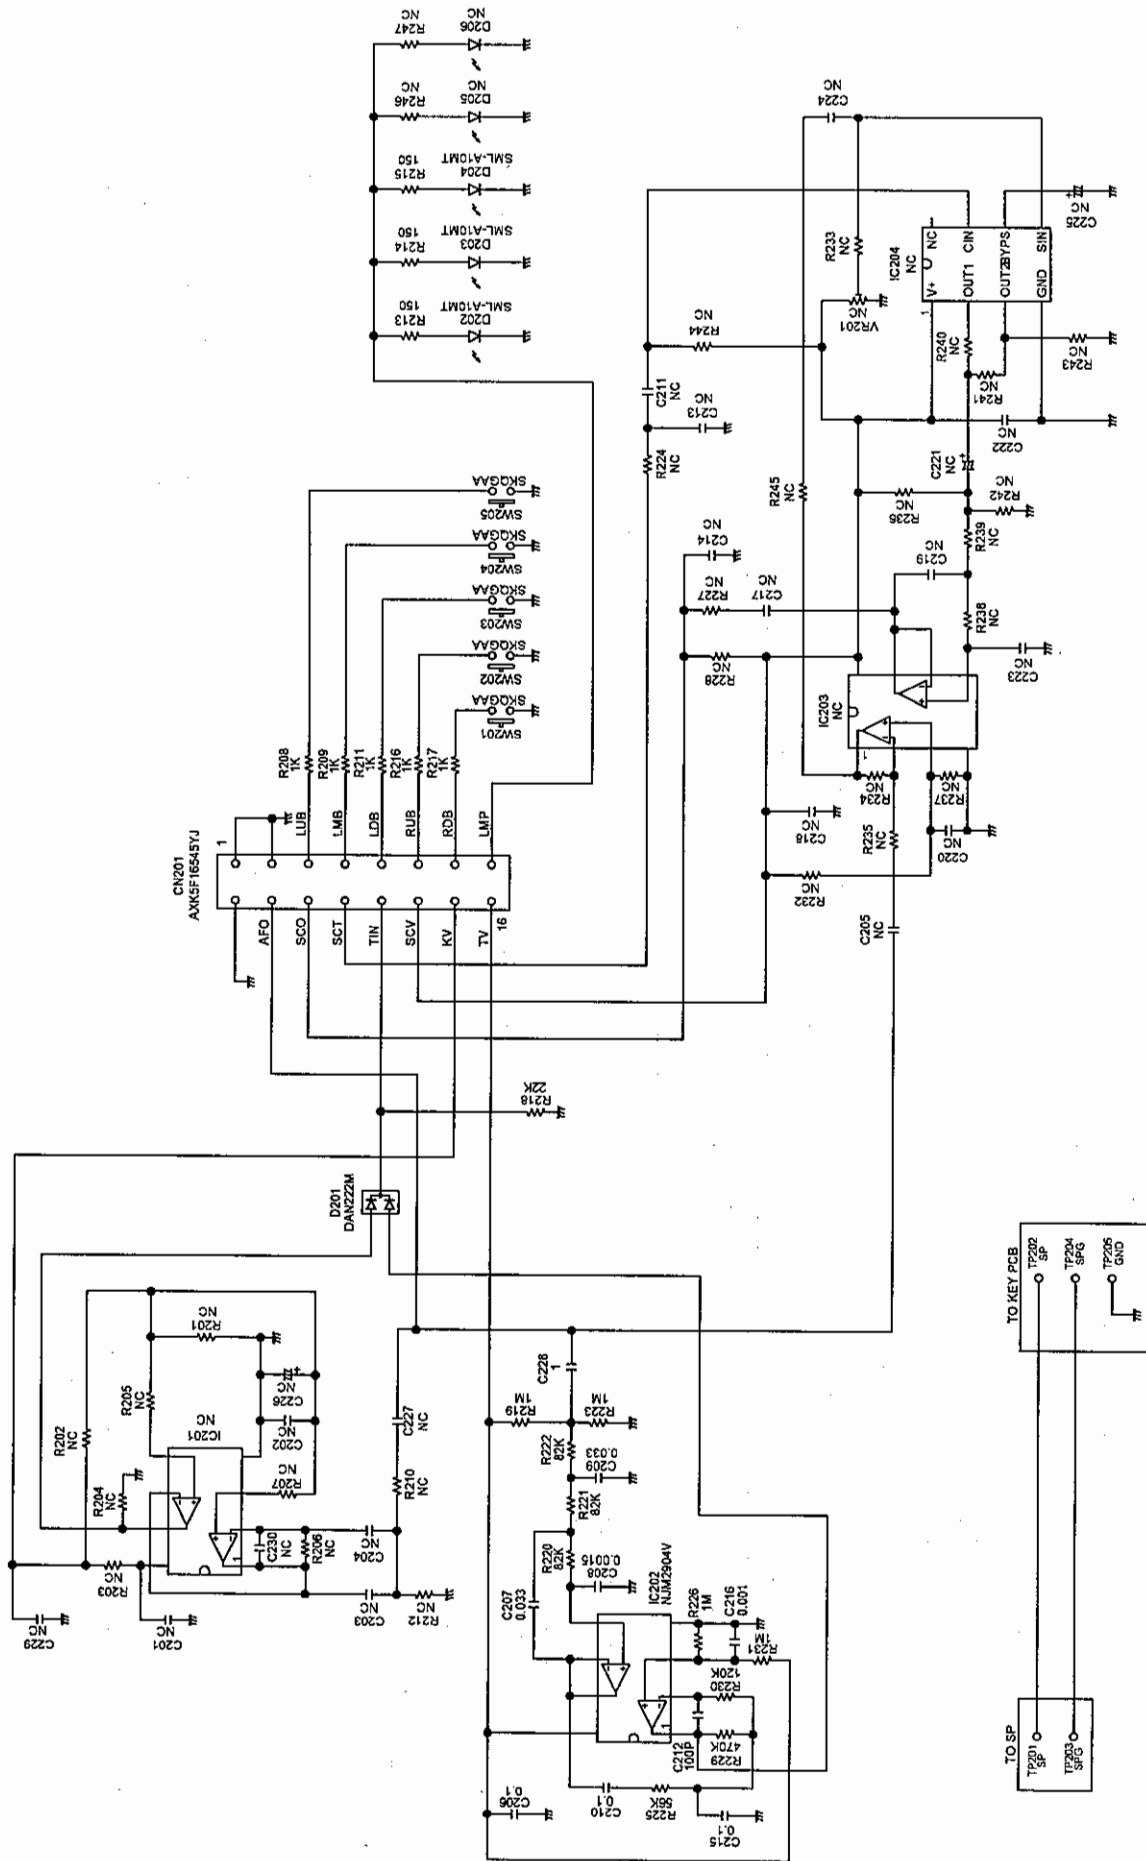 NC
R247
D206
NC
NC
R246
D205
NC
150
R215
D204
SML-A10MT
150
R214
D203
SML-A10MT
150
R213
D202
SML-A10MT
C224
NC
R233
NC
VR201
NC
IC204
NC
1
V+
NC
OUT1
CIN
OUT2
BYPS
GND
SIN
+
C225
NC
R244
NC
R240
NC
R241
NC
R243
NC
C211
NC
C213
NC
R224
NC
C222
NC
C221
NC
+
R242
NC
R245
NC
R236
NC
R239
NC
C219
NC
R238
NC
C223
NC
C214
NC
R227
NC
C217
NC
R228
NC
IC203
NC
1
R234
NC
R237
NC
R235
NC
C220
NC
C218
NC
R232
NC
C205
NC
SKQGAA
SW205
SKQGAA
SW204
SKQGAA
SW203
SKQGAA
SW202
SKQGAA
SW201
R208
1K
R209
1K
R211
1K
R216
1K
R217
1K
CN201
AXK5F16545YJ
1
LUB
LMB
LDB
RUB
RDB
LMP
AFO
SCO
SCT
TIN
SCV
KV
TV
16
R218
22K
D201
DAN222M
R201
NC
R205
NC
C226
NC
+
C202
NC
R202
NC
IC201
NC
R207
NC
R204
NC
1
C230
NC
R206
NC
C204
NC
C203
NC
R212
NC
R203
NC
C201
NC
C229
NC
C227
NC
R210
NC
C228
1
R219
1M
R223
1M
R222
82K
C209
0.033
R221
82K
R220
82K
C208
0.0015
C207
0.033
IC202
NJM2904V
R226
1M
C216
0.001
R231
1M
R230
120K
R229
470K
C212
100P
1
C206
0.1
C210
0.1
R225
56K
C215
0.1
TO KEY PCB
TP202
SP
TP204
SPG
TP205
GND
TO SP
TP201
SP
TP203
SPG